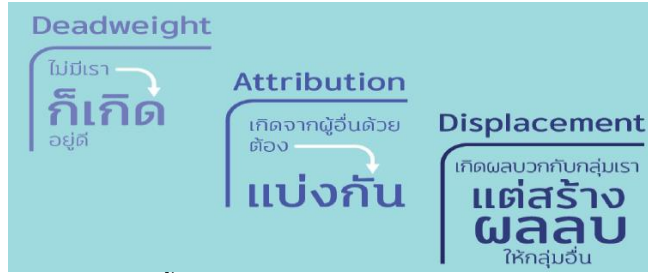 Deadweight
ไม่มีเรา
ก็เกิด
อยู่ดี
Attribution
เกิดจากผู้อื่นด้วย
ต้อง
แบ่งกัน
Displacement
เกิดผลบวกกับกลุ่มเรา
แต่สร้าง
ผลลบ
ให้กลุ่มอื่น